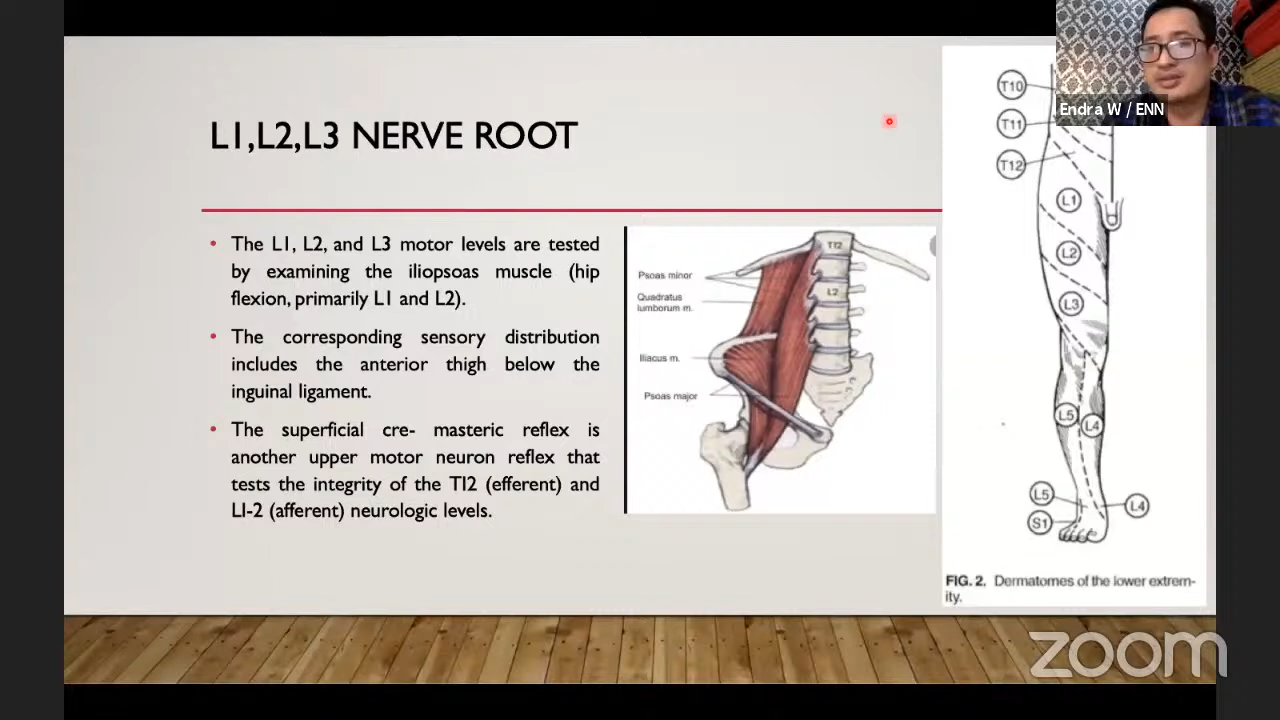 L1,L2,L3 NERVE ROOT
• The L1, L2, and L3 motor levels are tested
by examining the iliopsoas muscle (hip
flexion, primarily L1 and L2).
• The corresponding sensory distribution
includes the anterior thigh below the
inguinal ligament.
• The superficial cre- masteric reflex is
another upper motor neuron reflex that
tests the integrity of the T12 (efferent) and
L1-2 (afferent) neurologic levels.
T12
Psoas minor
L2
Quadratus
lumborum m.
Iliacus m.
Psoas major
Endra W / ENN
T10
T11
T12
L1
L2
L3
L5
L4
L5
L4
S1
FIG. 2. Dermatomes of the lower extrem-
ity.
zoom